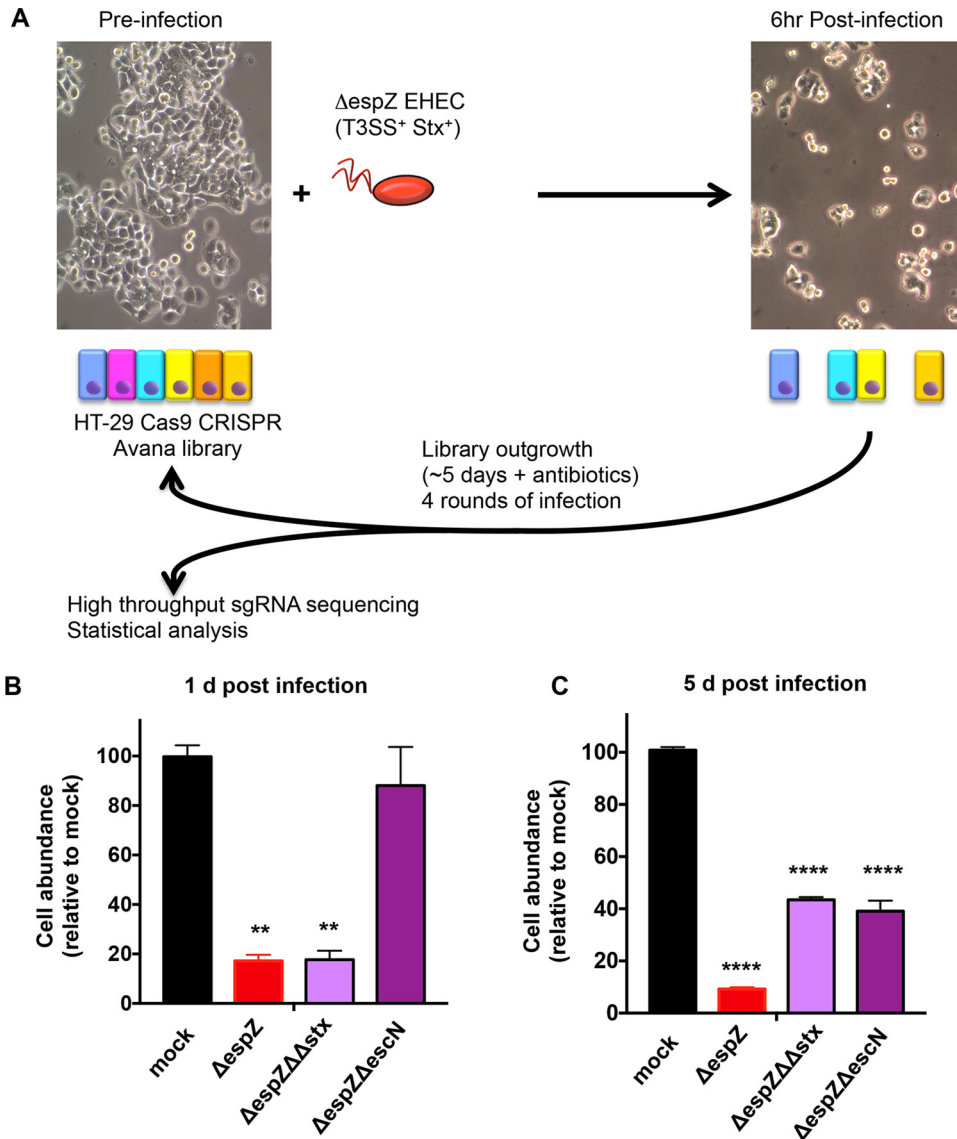 A
Pre-infection
6hr Post-infection
ΔespZ EHEC
(T3SS⁺ Stx⁺)
+
HT-29 Cas9 CRISPR
Avana library
Library outgrowth
(~5 days + antibiotics)
4 rounds of infection
High throughput sgRNA sequencing
Statistical analysis
B
1 d post infection
Cell abundance
(relative to mock)
100
80
60
40
20
0
**
**
mock
ΔespZ
ΔespZΔΔstx
ΔespZΔescN
C
5 d post infection
Cell abundance
(relative to mock)
100
80
60
40
20
0
****
****
****
mock
ΔespZ
ΔespZΔΔstx
ΔespZΔescN